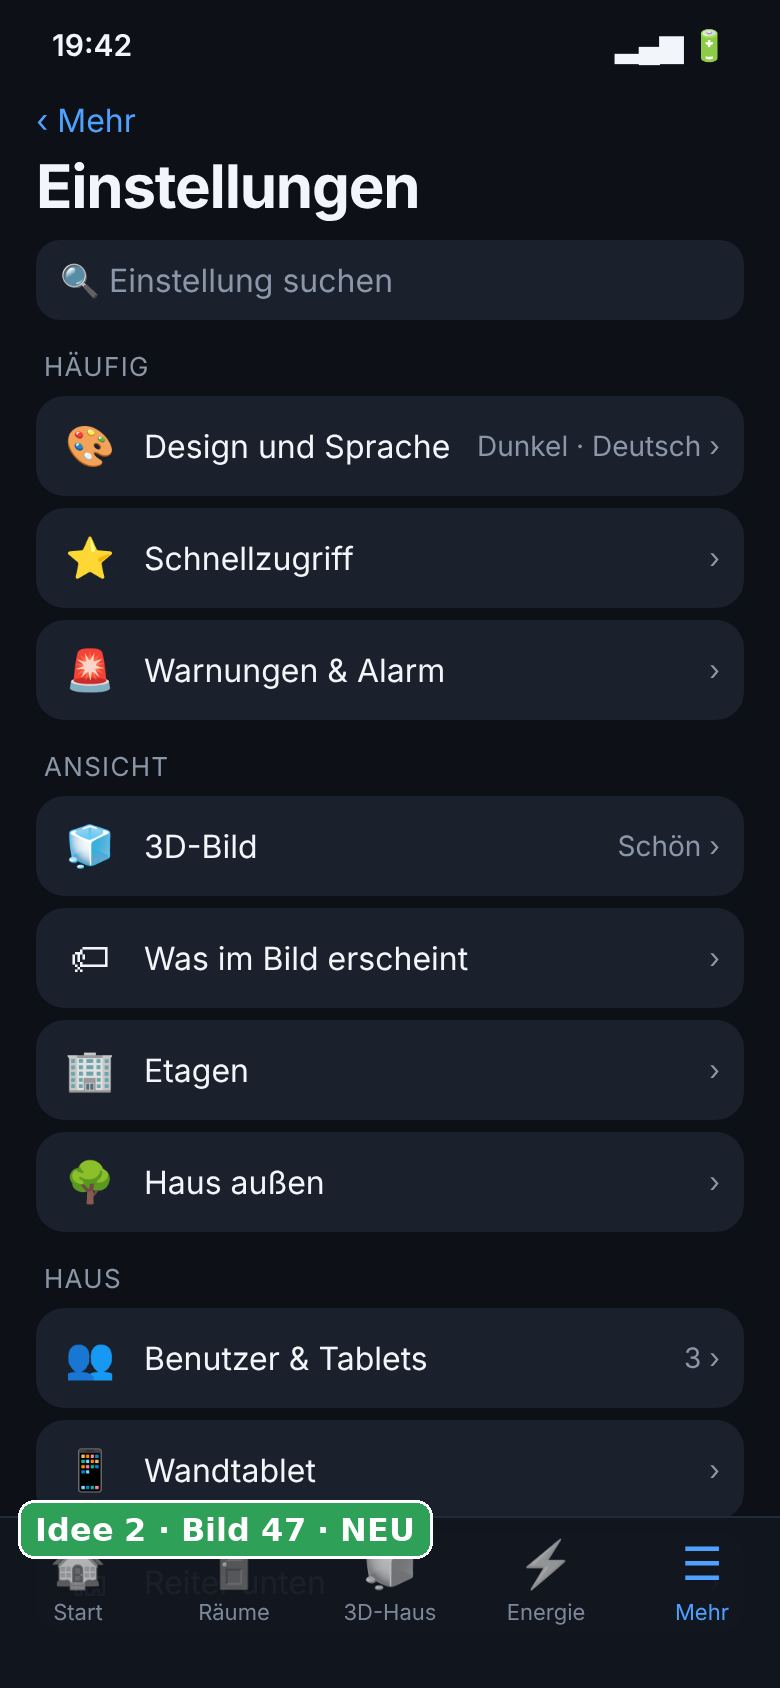 19:42
‹ Mehr
Einstellungen
Einstellung suchen
HÄUFIG
Design und Sprache Dunkel · Deutsch ›
Schnellzugriff ›
Warnungen & Alarm ›
ANSICHT
3D-Bild Schön ›
Was im Bild erscheint ›
Etagen ›
Haus außen ›
HAUS
Benutzer & Tablets 3 ›
Wandtablet ›
Idee 2 · Bild 47 · NEU
Reiter unten
Start Räume 3D-Haus Energie Mehr